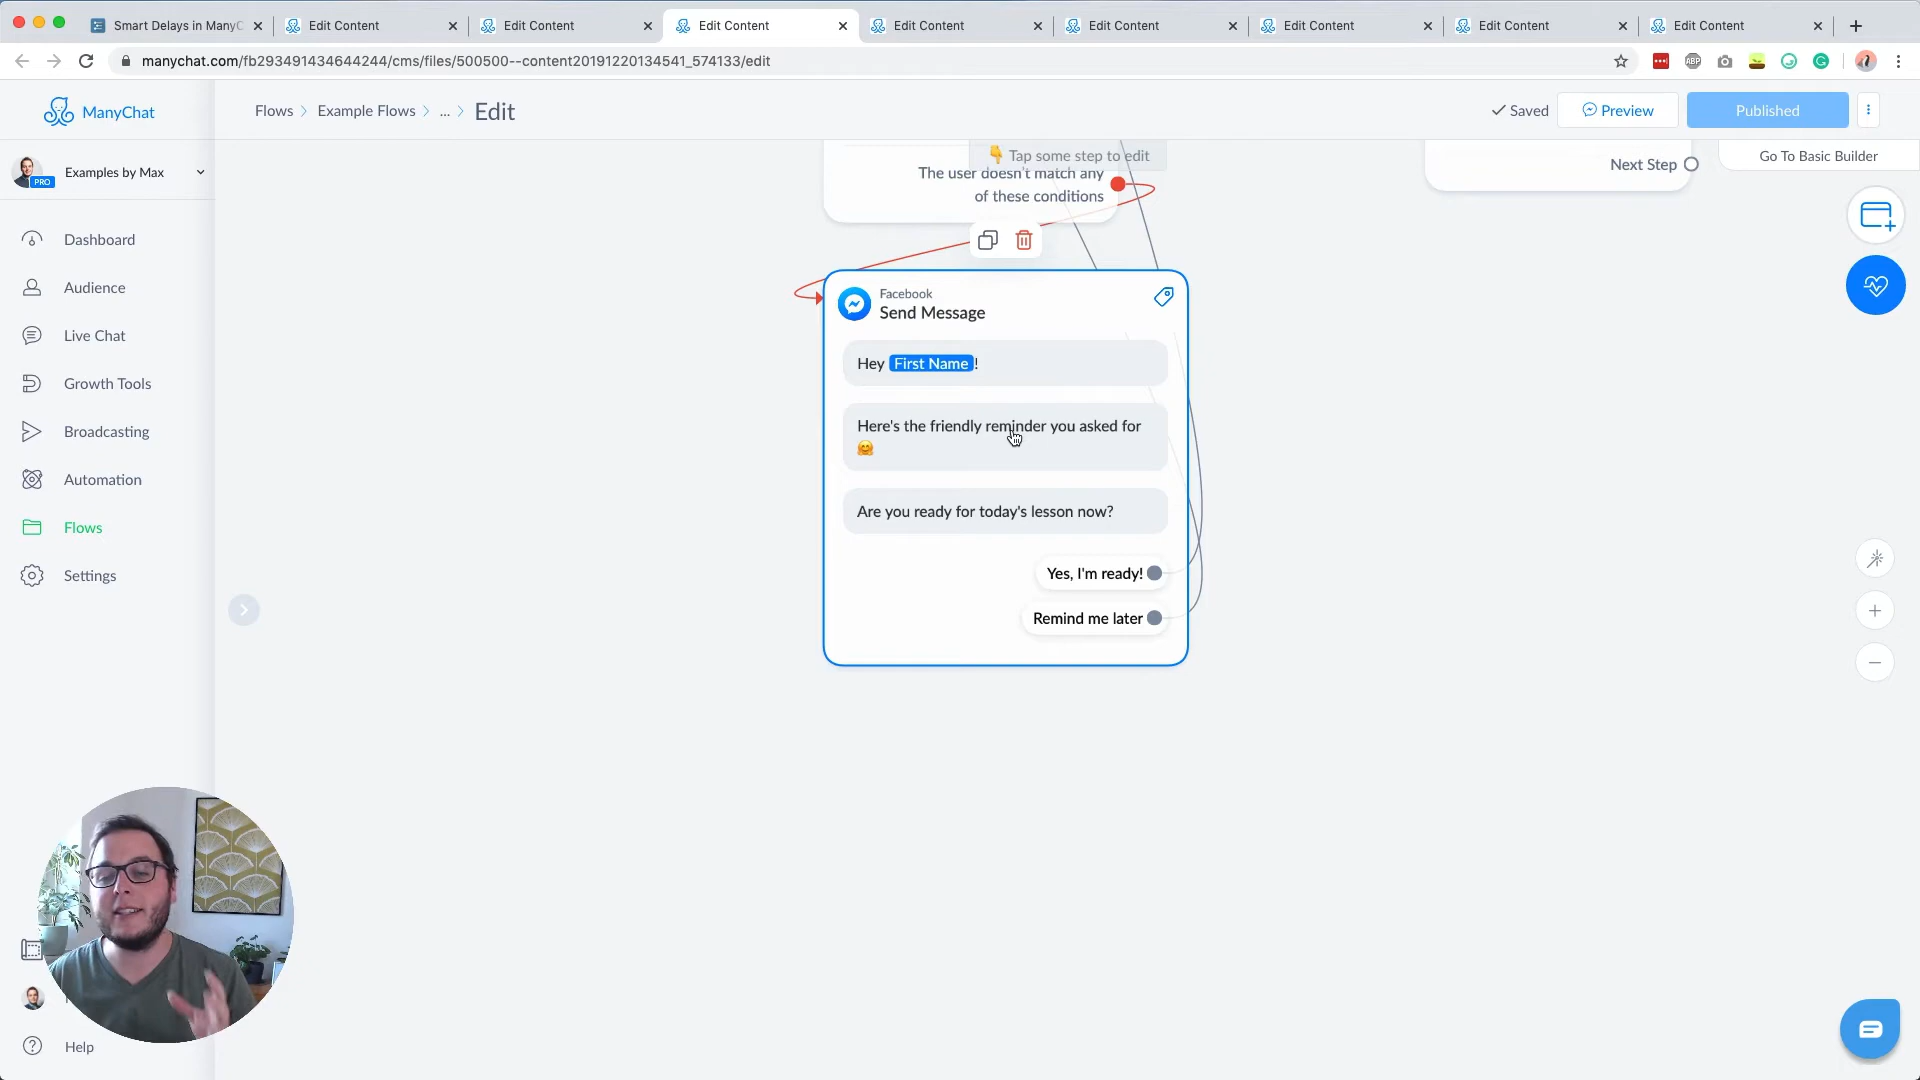 Smart Delays in ManyC
Edit Content
Edit Content
Edit Content
Edit Content
Edit Content
Edit Content
Edit Content
Edit Content
manychat.com/fb293491434644244/cms/files/500500--content20191220134541_574133/edit
ABP
ManyChat
Flows
Example Flows
...
Edit
Saved
Preview
Published
Go To Basic Builder
Examples by Max
PRO
Dashboard
Audience
Live Chat
Growth Tools
Broadcasting
Automation
Flows
Settings
Help
👇 Tap some step to edit
The user doesn't match any
of these conditions
Next Step
Facebook
Send Message
Hey First Name!
Here's the friendly reminder you asked for
🤗
Are you ready for today's lesson now?
Yes, I'm ready!
Remind me later